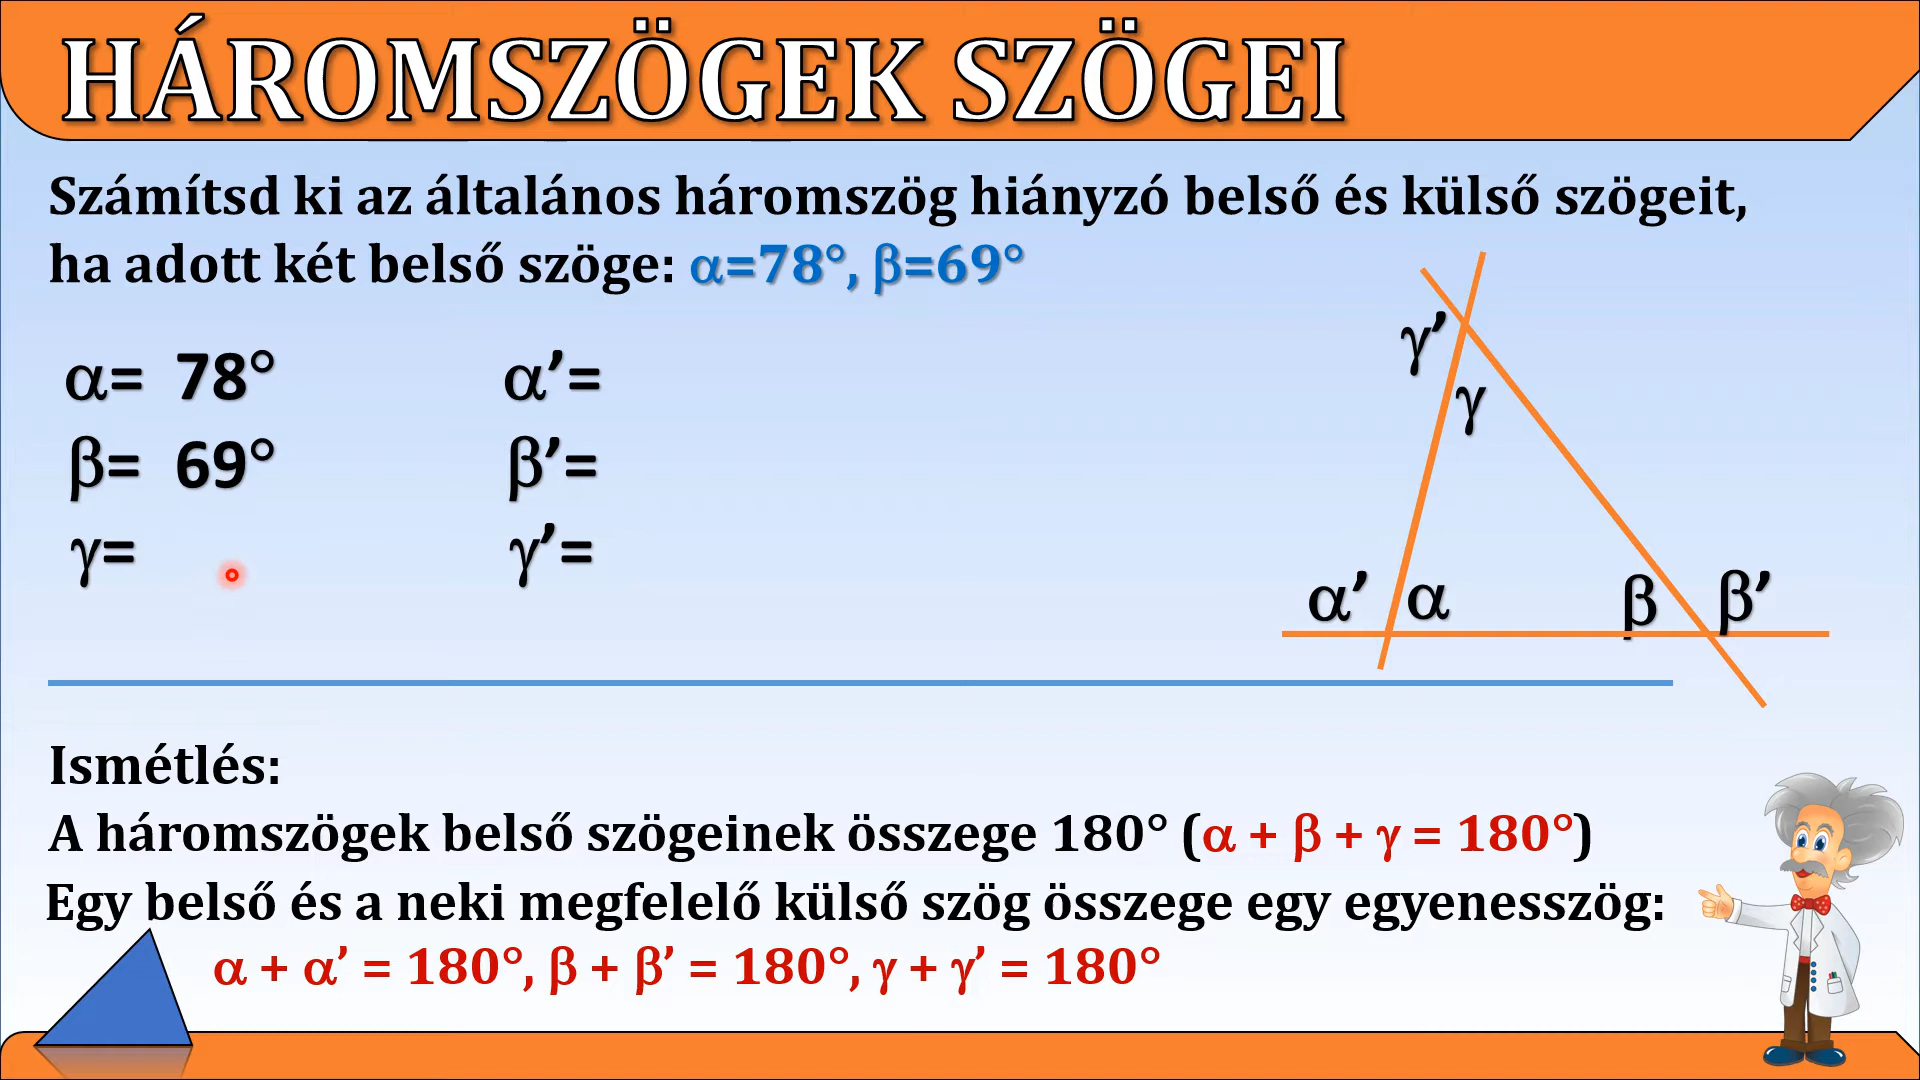 HÁROMSZÖGEK SZÖGEI
Számítsd ki az általános háromszög hiányzó belső és külső szögeit,
ha adott két belső szöge: α=78°, β=69°
α= 78° α’=
β= 69° β’=
γ= γ’=
γ’
γ
α’ α β β’
Ismétlés:
A háromszögek belső szögeinek összege 180° (α + β + γ = 180°)
Egy belső és a neki megfelelő külső szög összege egy egyenesszög:
α + α’ = 180°, β + β’ = 180°, γ + γ’ = 180°